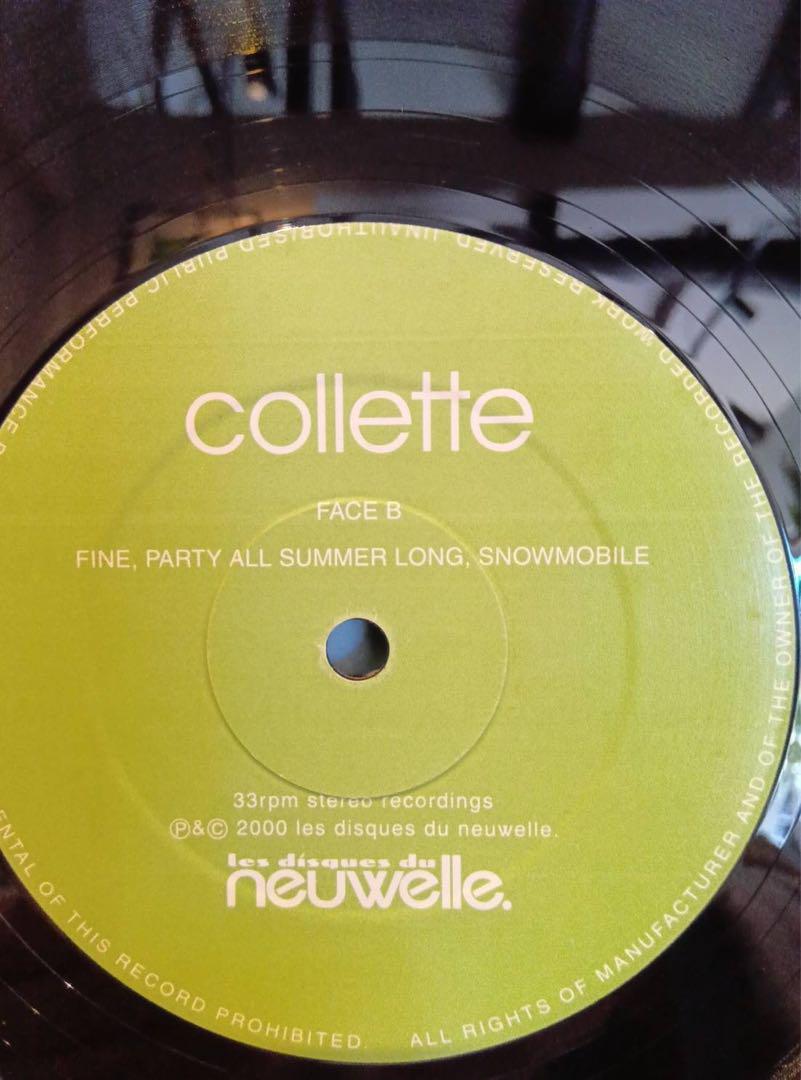 collette
FACE B
FINE, PARTY ALL SUMMER LONG, SNOWMOBILE
33rpm stereo recordings
℗&© 2000 les disques du neuwelle.
les disques du
neuwelle.
ALL RIGHTS OF MANUFACTURER AND OF THE OWNER OF THE RECORDED WORK RESERVED UNAUTHORISED PUBLIC PERFORMANCE
OF THIS RECORD PROHIBITED.